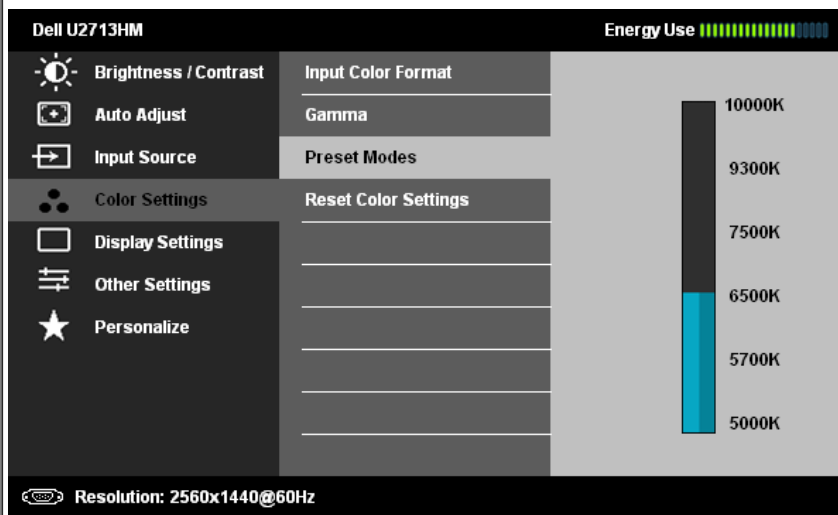 Dell U2713HM
Energy Use
Brightness / Contrast
Auto Adjust
Input Source
Color Settings
Display Settings
Other Settings
Personalize
Input Color Format
Gamma
Preset Modes
Reset Color Settings
10000K
9300K
7500K
6500K
5700K
5000K
Resolution: 2560x1440@60Hz